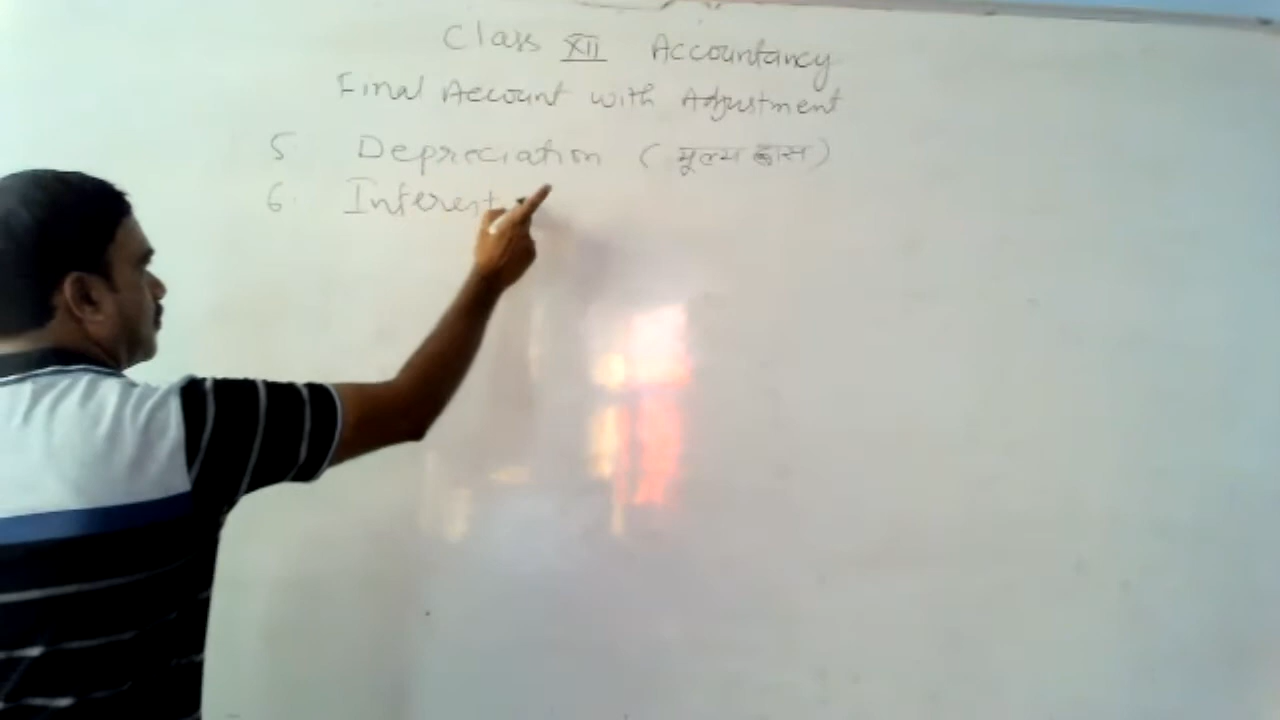 Class XII Accountancy
Final Account with Adjustment
5 Depreciation (मूल्य ह्रास)
6. Interest